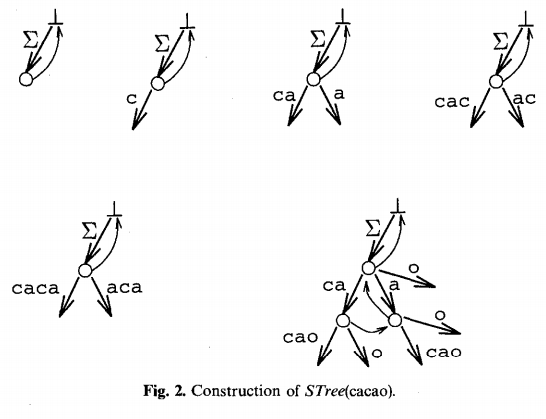 ⊥ ⊥ ⊥ ⊥
Σ Σ Σ Σ
c ca a cac ac
⊥ ⊥
Σ Σ
o
caca aca ca a
o
cao o cao
Fig. 2. Construction of STree(cacao).